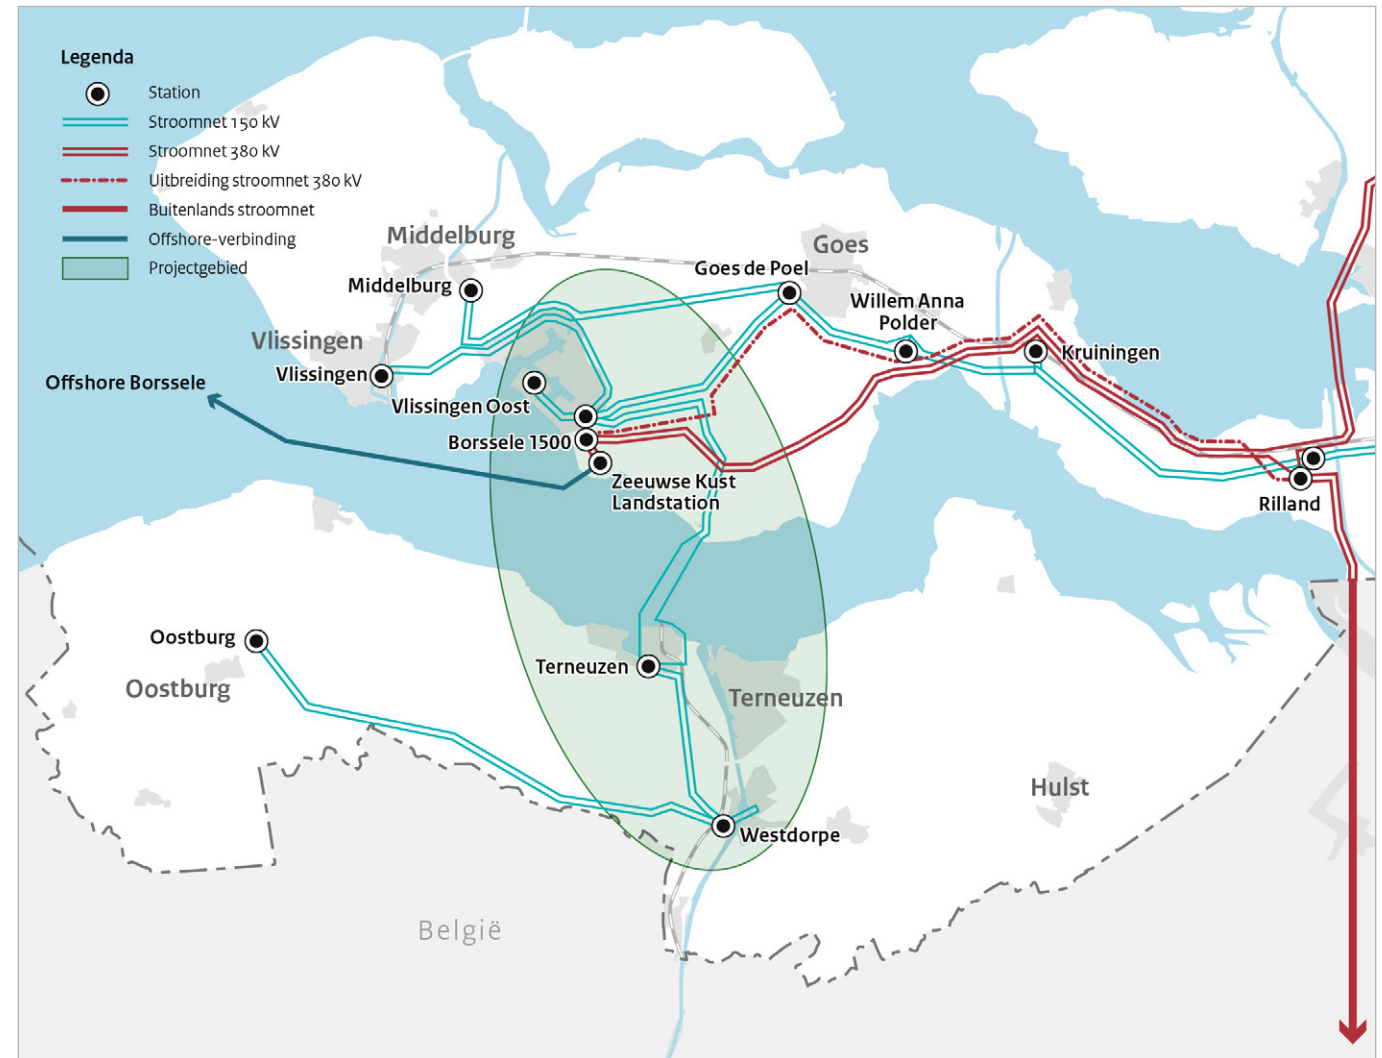 Legenda
Station
Stroomnet 150 kV
Stroomnet 380 kV
Uitbreiding stroomnet 380 kV
Buitenlands stroomnet
Offshore-verbinding
Projectgebied
Middelburg
Goes
Goes de Poel
Middelburg
Willem Anna
Polder
Vlissingen
Kruiningen
Vlissingen
Offshore Borssele
Vlissingen Oost
Borssele 1500
Zeeuwse Kust
Landstation
Rilland
Oostburg
Oostburg
Terneuzen
Terneuzen
Hulst
Westdorpe
België